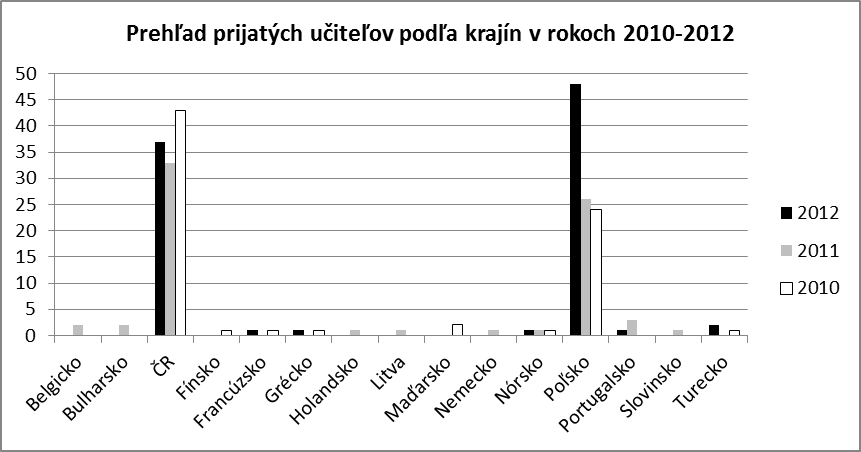 Prehľad prijatých učiteľov podľa krajín v rokoch 2010-2012
50
45
40
35
30
25
20
15
10
5
0
Belgicko
Bulharsko
ČR
Fínsko
Francúzsko
Grécko
Holandsko
Litva
Maďarsko
Nemecko
Nórsko
Poľsko
Portugalsko
Slovinsko
Turecko
2012
2011
2010